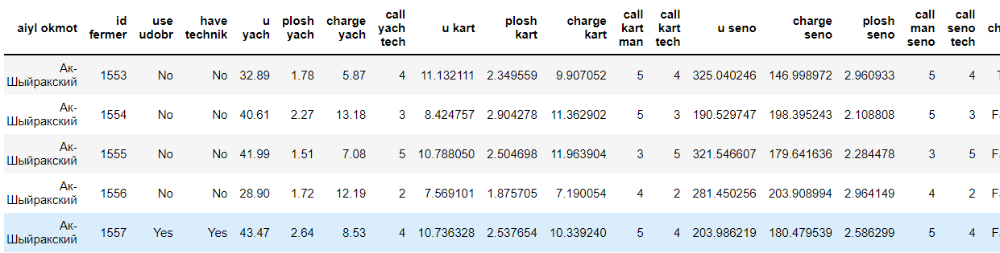 aiyl okmot id fermer use udobr have technik u yach plosh yach charge yach call yach tech u kart plosh kart charge kart call kart man call kart tech u seno charge seno plosh seno call man seno call seno tech ch
Ак-Шыйракский 1553 No No 32.89 1.78 5.87 4 11.132111 2.349559 9.907052 5 4 325.040246 146.998972 2.960933 5 4 T
Ак-Шыйракский 1554 No No 40.61 2.27 13.18 3 8.424757 2.904278 11.362902 5 3 190.529747 198.395243 2.108808 5 3 Fa
Ак-Шыйракский 1555 No No 41.99 1.51 7.08 5 10.788050 2.504698 11.963904 3 5 321.546607 179.641636 2.284478 3 5 Fa
Ак-Шыйракский 1556 No No 28.90 1.72 12.19 2 7.569101 1.875705 7.190054 4 2 281.450256 203.908994 2.964149 4 2 Fa
Ак-Шыйракский 1557 Yes Yes 43.47 2.64 8.53 4 10.736328 2.537654 10.339240 5 4 203.986219 180.479539 2.586299 5 4 Fa